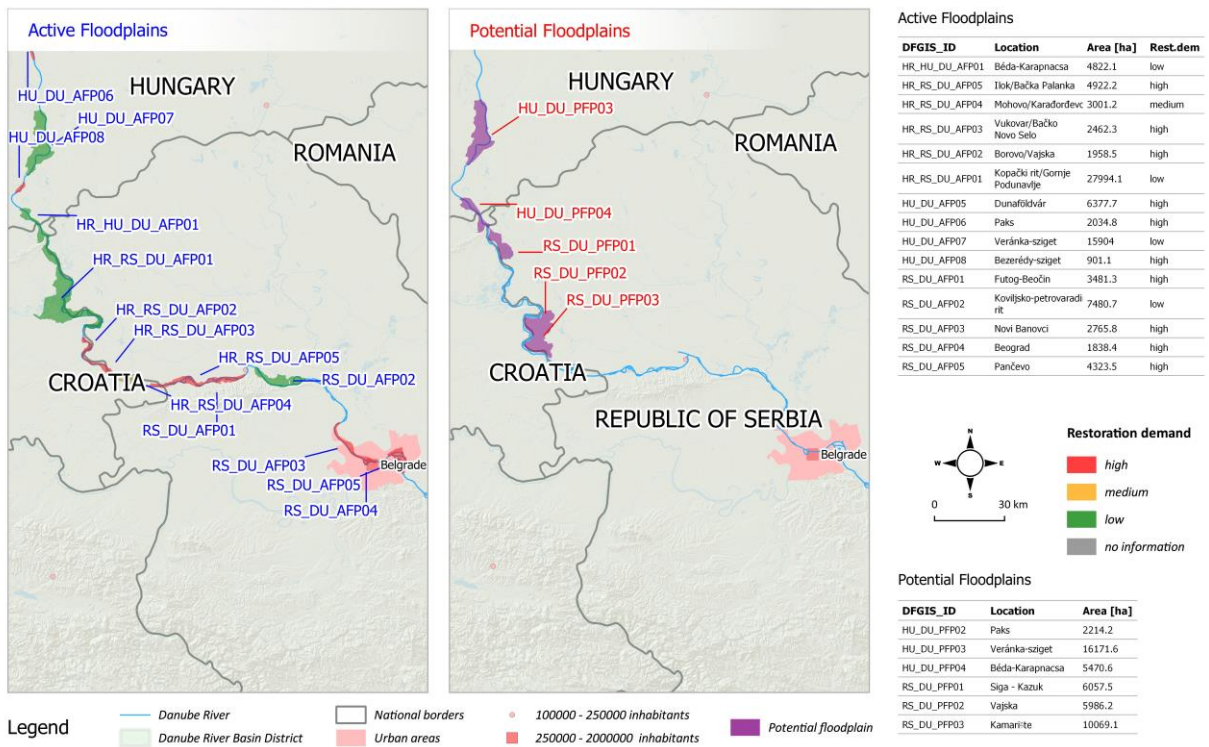 Active Floodplains
HUNGARY
HU_DU_AFP06
HU_DU_AFP07
HU_DU_AFP08
ROMANIA
HR_HU_DU_AFP01
HR_RS_DU_AFP01
HR_RS_DU_AFP02
HR_RS_DU_AFP03
HR_RS_DU_AFP05
CROATIA
RS_DU_AFP02
HR_RS_DU_AFP04
RS_DU_AFP01
RS_DU_AFP03
Belgrade
RS_DU_AFP05
RS_DU_AFP04
Potential Floodplains
HUNGARY
HU_DU_PFP03
ROMANIA
HU_DU_PFP04
RS_DU_PFP01
RS_DU_PFP02
RS_DU_PFP03
CROATIA
REPUBLIC OF SERBIA
Belgrade
Active Floodplains
DFGIS_ID Location Area [ha] Rest.dem
HR_HU_DU_AFP01 Béda-Karapnacsa 4822.1 low
HR_RS_DU_AFP05 Ilok/Bačka Palanka 4922.2 high
HR_RS_DU_AFP04 Mohovo/Karađorđevc 3001.2 medium
HR_RS_DU_AFP03 Vukovar/Bačko 2462.3 high
Novo Selo
HR_RS_DU_AFP02 Borovo/Vajska 1958.5 high
HR_RS_DU_AFP01 Kopački rit/Gornje 27994.1 low
Podunavlje
HU_DU_AFP05 Dunaföldvár 6377.7 high
HU_DU_AFP06 Paks 2034.8 high
HU_DU_AFP07 Veránka-sziget 15904 low
HU_DU_AFP08 Bezerédy-sziget 901.1 high
RS_DU_AFP01 Futog-Beočin 3481.3 high
RS_DU_AFP02 Koviljsko-petrovaradi 7480.7 low
rit
RS_DU_AFP03 Novi Banovci 2765.8 high
RS_DU_AFP04 Beograd 1838.4 high
RS_DU_AFP05 Pančevo 4323.5 high
N
W E
S
0 30 km
Restoration demand
high
medium
low
no information
Potential Floodplains
DFGIS_ID Location Area [ha]
HU_DU_PFP02 Paks 2214.2
HU_DU_PFP03 Veránka-sziget 16171.6
HU_DU_PFP04 Béda-Karapnacsa 5470.6
RS_DU_PFP01 Siga - Kazuk 6057.5
RS_DU_PFP02 Vajska 5986.2
RS_DU_PFP03 10069.1
Legend
Danube River
Danube River Basin District
National borders
Urban areas
100000 - 250000 inhabitants
250000 - 2000000 inhabitants
Potential floodplain